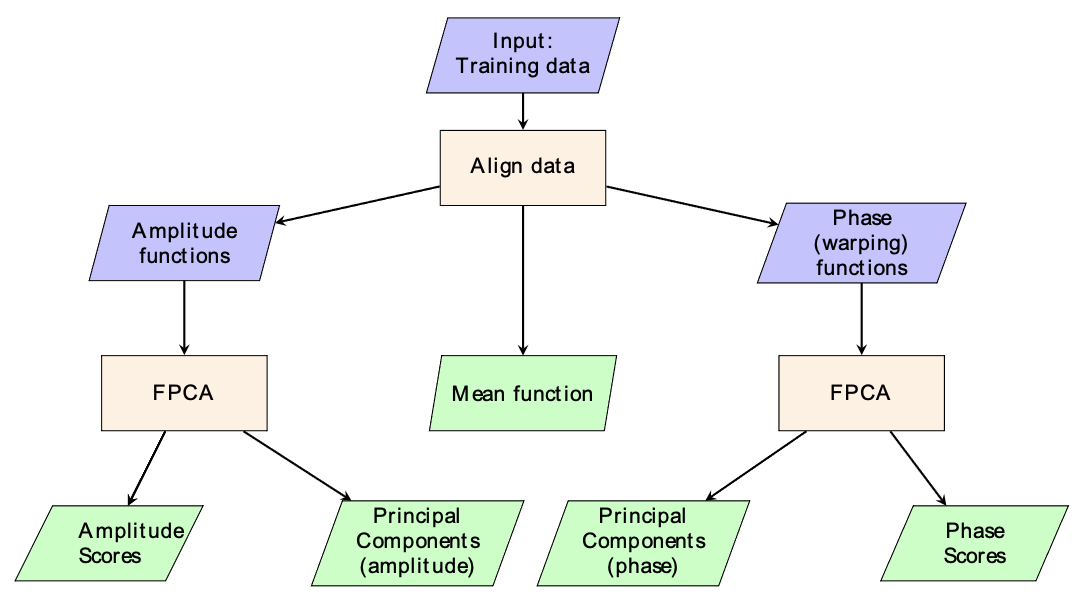 Input:
Training data
Align data
Amplitude
functions
Phase
(warping)
functions
FPCA
Mean function
FPCA
Amplitude
Scores
Principal
Components
(amplitude)
Principal
Components
(phase)
Phase
Scores